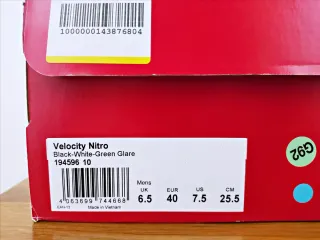 1000000143876804
Velocity Nitro
Black-White-Green Glare
194596 10
Mens
UK EUR US CM
6.5 40 7.5 25.5
4 063699 744668
Made in Vietnam
G92